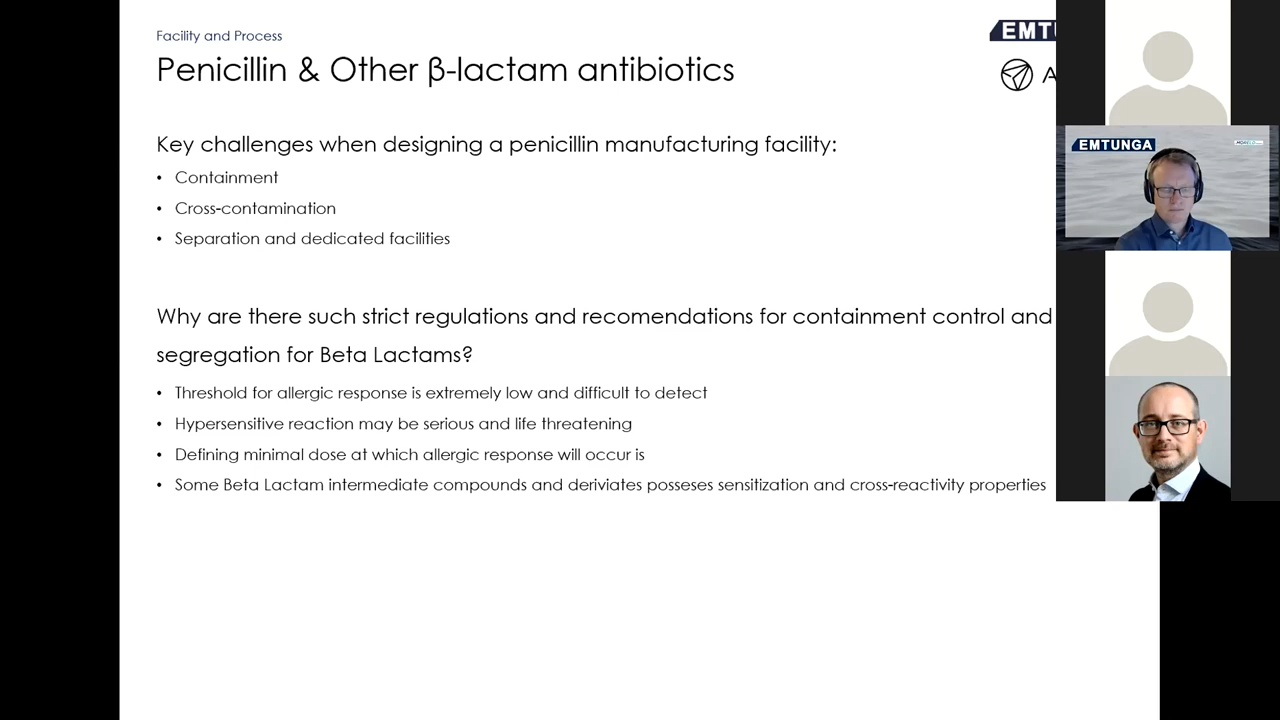 Facility and Process
EMTU
Penicillin & Other β-lactam antibiotics
A
EMTUNGA
Key challenges when designing a penicillin manufacturing facility:
• Containment
• Cross-contamination
• Separation and dedicated facilities
Why are there such strict regulations and recomendations for containment control and
segregation for Beta Lactams?
• Threshold for allergic response is extremely low and difficult to detect
• Hypersensitive reaction may be serious and life threatening
• Defining minimal dose at which allergic response will occur is
• Some Beta Lactam intermediate compounds and deriviates posseses sensitization and cross-reactivity properties